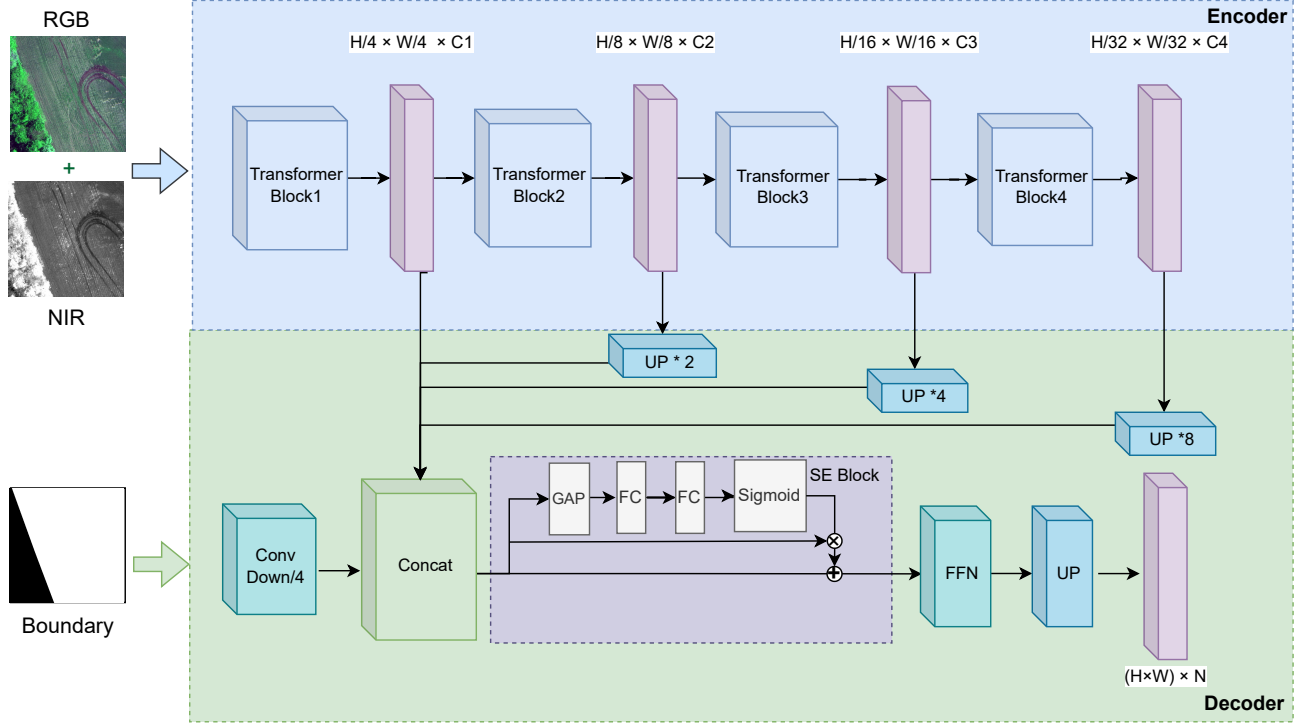 RGB
+
NIR
Encoder
H/4 × W/4 × C1
H/8 × W/8 × C2
H/16 × W/16 × C3
H/32 × W/32 × C4
Transformer
Block1
Transformer
Block2
Transformer
Block3
Transformer
Block4
UP * 2
UP *4
UP *8
Boundary
Conv
Down/4
Concat
SE Block
GAP
FC
FC
Sigmoid
FFN
UP
(H×W) × N
Decoder